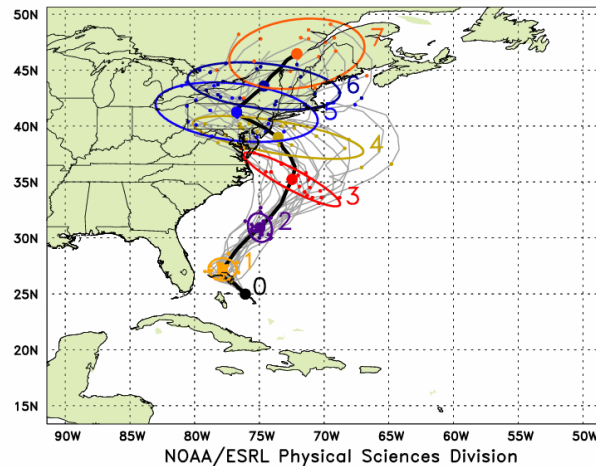 50N
7
45N
6
5
40N
4
35N
3
2
30N
1
0
25N
20N
15N
90W 85W 80W 75W 70W 65W 60W 55W 50W
NOAA/ESRL Physical Sciences Division